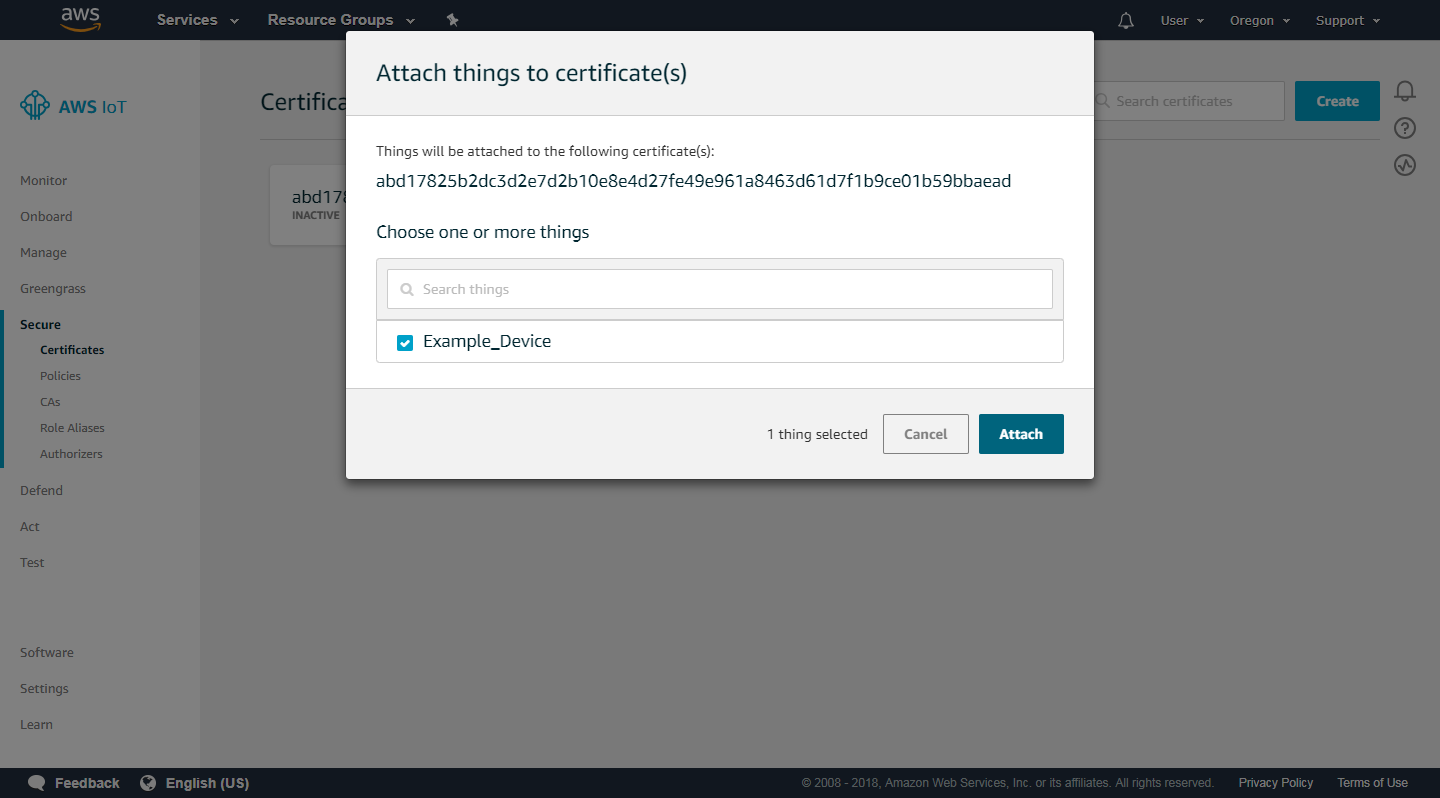 aws Services Resource Groups User Oregon Support
Attach things to certificate(s)
AWS IoT
Certifica
Search certificates
Create
Things will be attached to the following certificate(s):
abd17825b2dc3d2e7d2b10e8e4d27fe49e961a8463d61d7f1b9ce01b59bbaead
Monitor
abd178
INACTIVE
Onboard
Choose one or more things
Manage
Greengrass
Search things
Secure
Example_Device
Certificates
Policies
CAs
Role Aliases
Authorizers
1 thing selected Cancel Attach
Defend
Act
Test
Software
Settings
Learn
Feedback English (US) © 2008 - 2018, Amazon Web Services, Inc. or its affiliates. All rights reserved. Privacy Policy Terms of Use